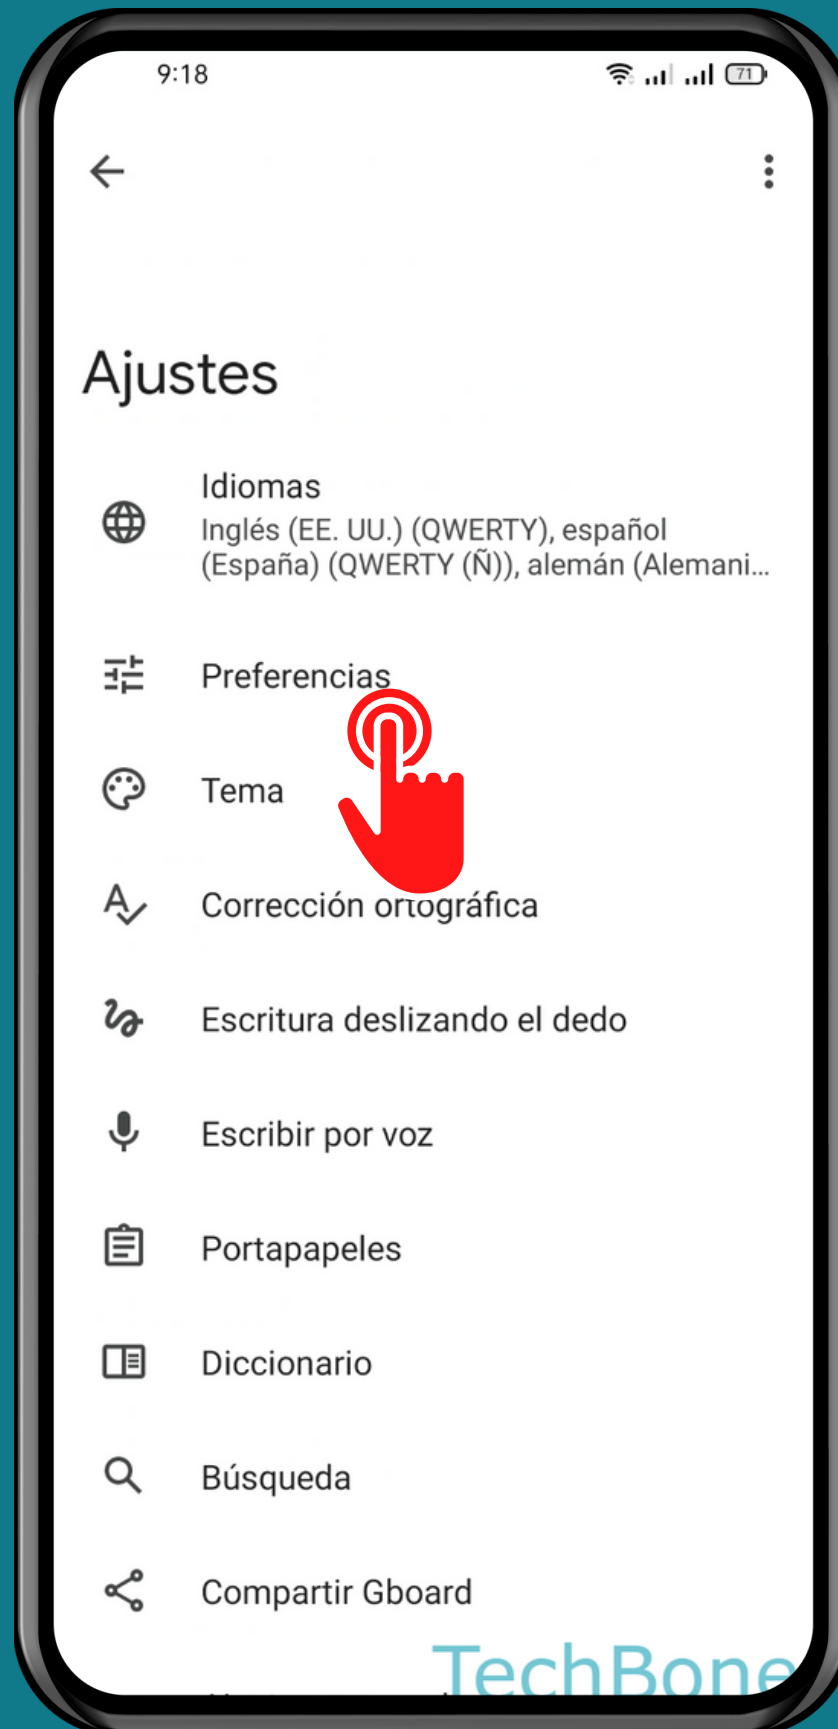 9:18
71
Ajustes
Idiomas
Inglés (EE. UU.) (QWERTY), español
(España) (QWERTY (Ñ)), alemán (Alemani...
Preferencias
Tema
Corrección ortográfica
Escritura deslizando el dedo
Escribir por voz
Portapapeles
Diccionario
Búsqueda
Compartir Gboard
TechBone